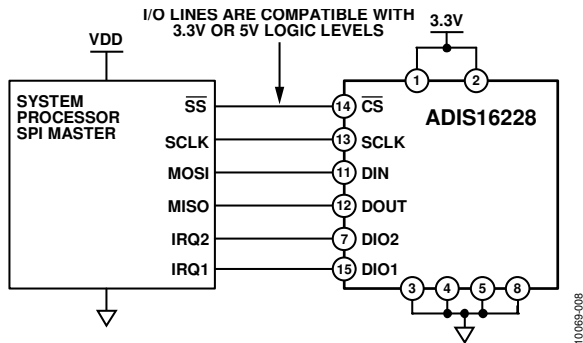 I/O LINES ARE COMPATIBLE WITH
3.3V OR 5V LOGIC LEVELS
VDD
3.3V
SYSTEM
PROCESSOR
SPI MASTER
SS
SCLK
MOSI
MISO
IRQ2
IRQ1
1
2
ADIS16228
14 CS
13 SCLK
11 DIN
12 DOUT
7 DIO2
15 DIO1
3
4
5
8
10069-008